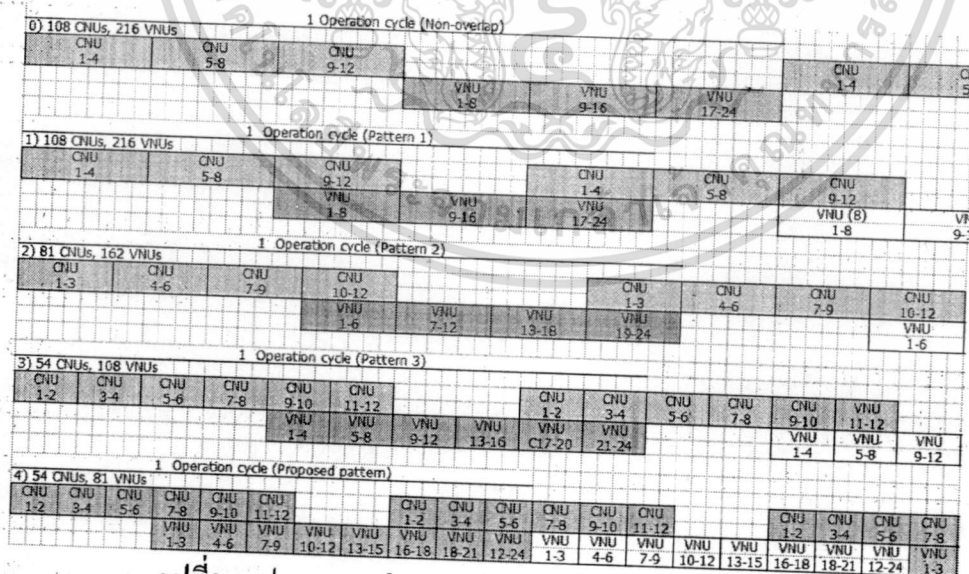 1 Operation cycle (Non-overlap)
0) 108 CNUs, 216 VNUs
CNU CNU CNU CNU
1-4 5-8 9-12 1-4
VNU VNU VNU
1-8 9-16 17-24
1 Operation cycle (Pattern 1)
1) 108 CNUs, 216 VNUs
CNU CNU CNU CNU CNU CNU
1-4 5-8 9-12 1-4 5-8 9-12
VNU VNU VNU VNU (8)
1-8 9-16 17-24 1-8
1 Operation cycle (Pattern 2)
2) 81 CNUs, 162 VNUs
CNU CNU CNU CNU CNU CNU CNU CNU
1-3 4-6 7-9 10-12 1-3 4-6 7-9 10-12
VNU VNU VNU VNU VNU
1-6 7-12 13-18 19-24 1-6
1 Operation cycle (Pattern 3)
3) 54 CNUs, 108 VNUs
CNU CNU CNU CNU CNU CNU CNU CNU CNU CNU CNU VNU
1-2 3-4 5-6 7-8 9-10 11-12 1-2 3-4 5-6 7-8 9-10 11-12
VNU VNU VNU VNU VNU VNU VNU VNU VNU
1-4 5-8 9-12 13-16 C17-20 21-24 1-4 5-8 9-12
1 Operation cycle (Proposed pattern)
4) 54 CNUs, 81 VNUs
CNU CNU CNU CNU CNU CNU CNU CNU CNU CNU CNU CNU CNU CNU CNU CNU
1-2 3-4 5-6 7-8 9-10 11-12 1-2 3-4 5-6 7-8 9-10 11-12 1-2 3-4 5-6 7-8
VNU VNU VNU VNU VNU VNU VNU VNU VNU VNU VNU VNU VNU VNU VNU VNU VNU
1-3 4-6 7-9 10-12 13-15 16-18 18-21 12-24 1-3 4-6 7-9 10-12 13-15 16-18 18-21 12-24 1-3